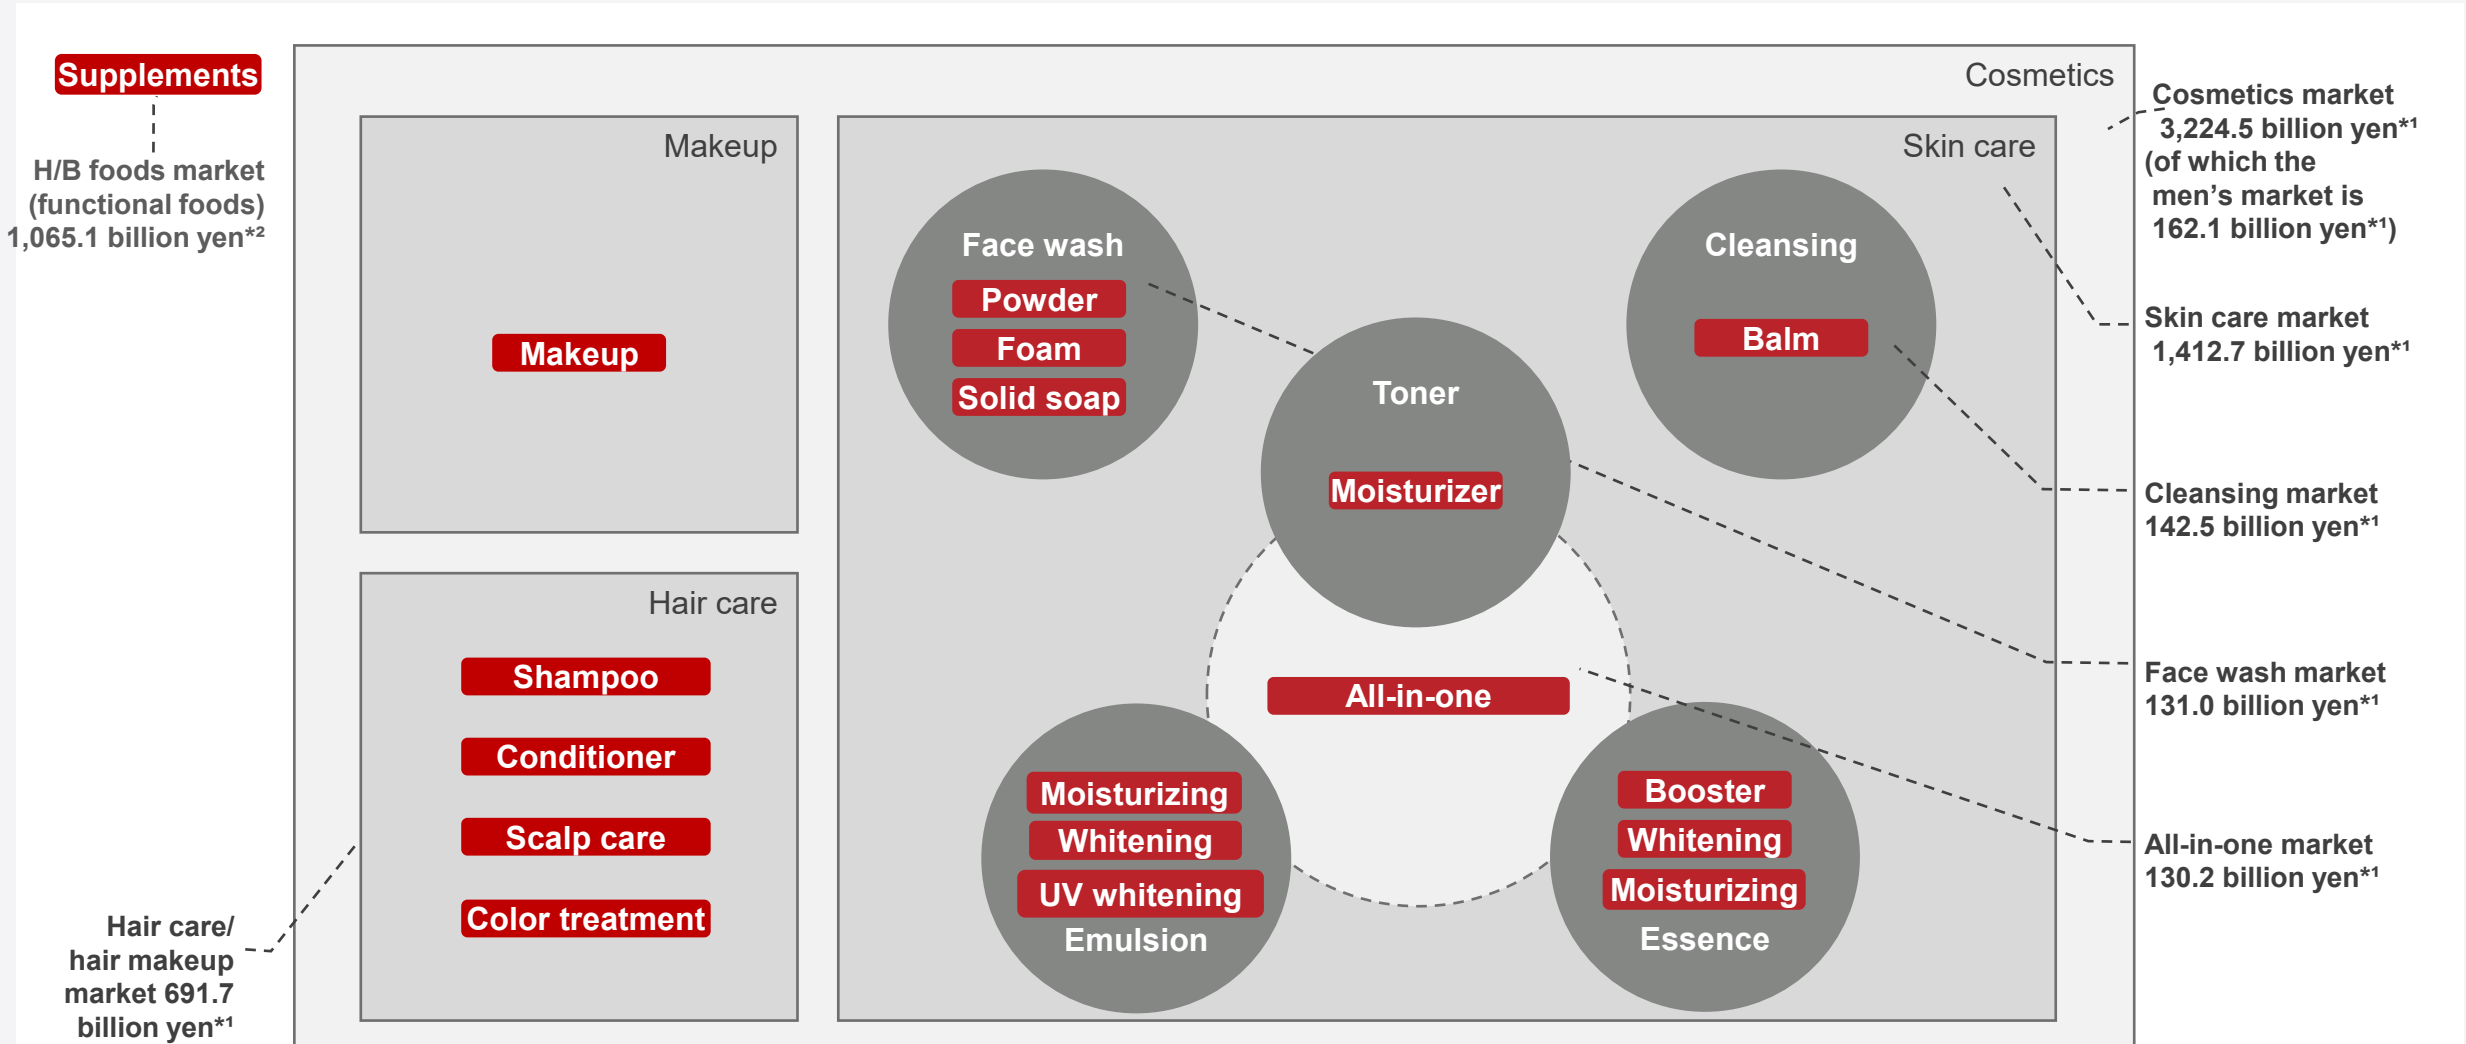 Supplements
H/B foods market
(functional foods)
1,065.1 billion yen*²
Cosmetics
Makeup
Makeup
Hair care
Shampoo
Conditioner
Scalp care
Color treatment
Hair care/
hair makeup
market 691.7
billion yen*¹
Skin care
Face wash
Powder
Foam
Solid soap
Cleansing
Balm
Toner
Moisturizer
All-in-one
Moisturizing
Whitening
UV whitening
Emulsion
Booster
Whitening
Moisturizing
Essence
Cosmetics market
3,224.5 billion yen*¹
(of which the
men’s market is
162.1 billion yen*¹)
Skin care market
1,412.7 billion yen*¹
Cleansing market
142.5 billion yen*¹
Face wash market
131.0 billion yen*¹
All-in-one market
130.2 billion yen*¹